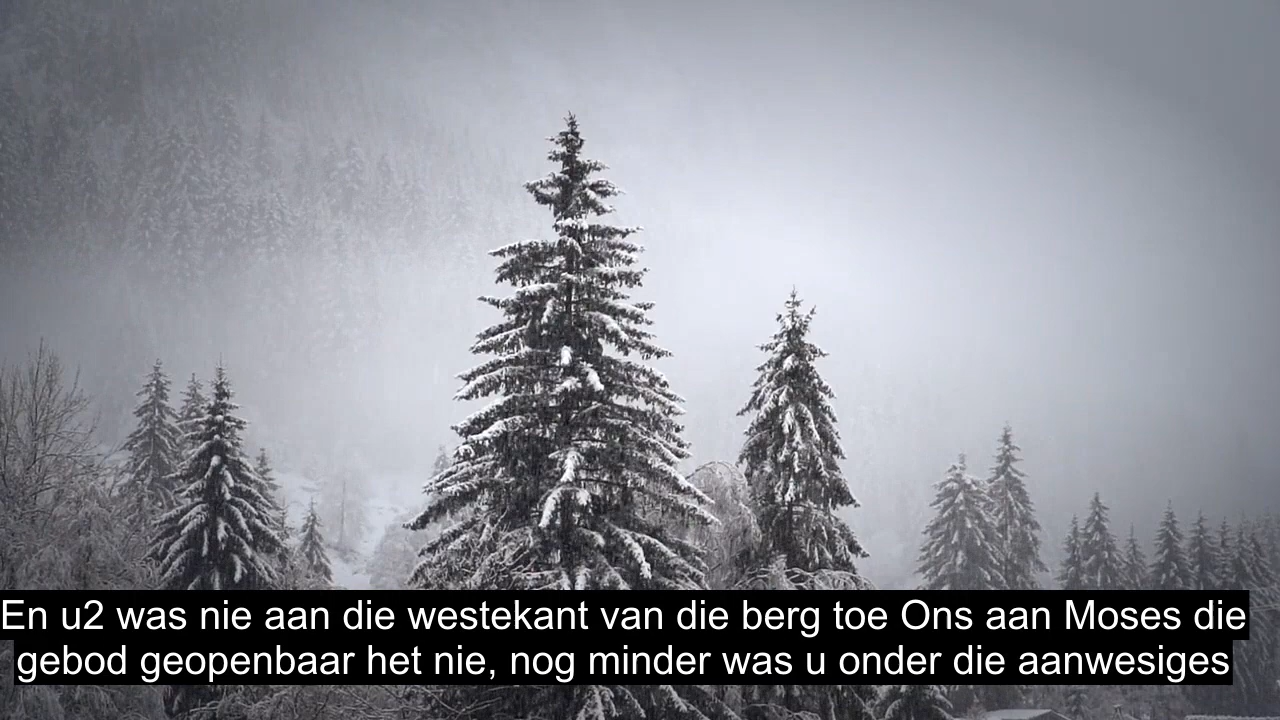 En u2 was nie aan die westekant van die berg toe Ons aan Moses die
gebod geopenbaar het nie, nog minder was u onder die aanwesiges